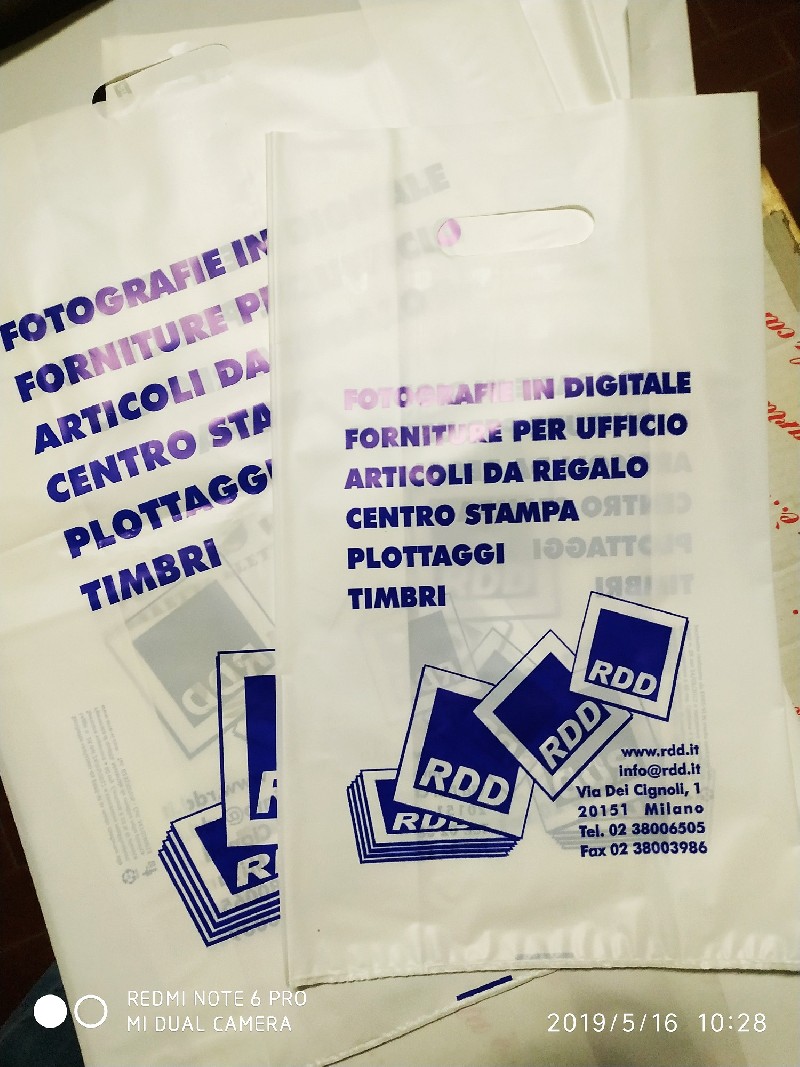 FOTOGRAFIE IN
FORNITURE
ARTICOLI DA
CENTRO STA
PLOTTAGGI
TIMBRI
FOTOGRAFIE IN DIGITALE
FORNITURE PER UFFICIO
ARTICOLI DA REGALO
CENTRO STAMPA
PLOTTAGGI
TIMBRI
RDD
RDD
RDD
RDD
www.rdd.it
info@rdd.it
Via Dei Cignoli, 1
20151 Milano
Tel. 02 38006505
Fax 02 38003986
REDMI NOTE 6 PRO
MI DUAL CAMERA
2019/5/16 10:28